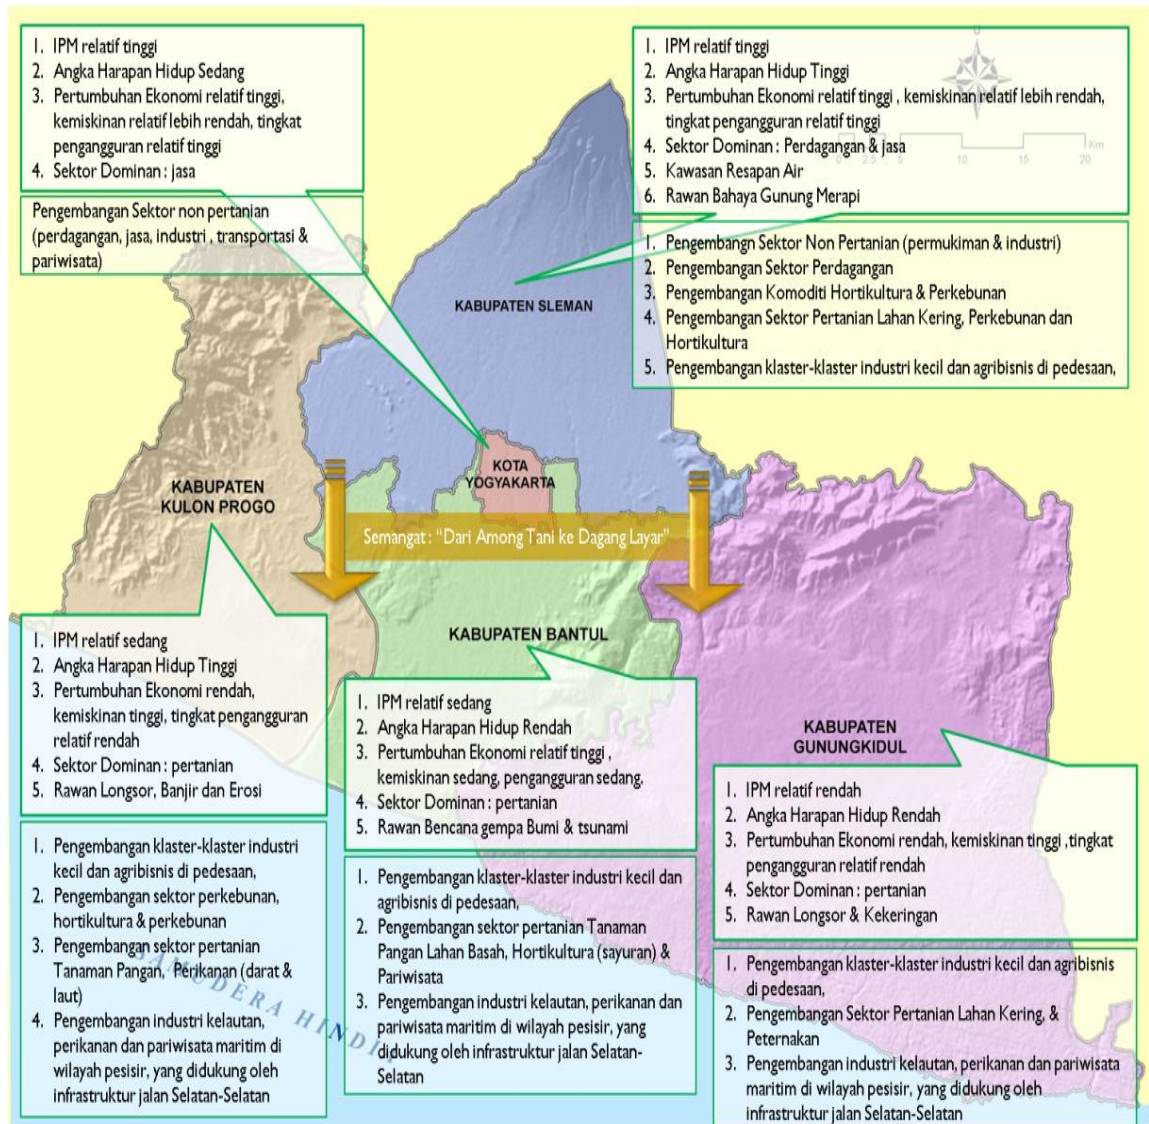 1. IPM relatif tinggi
2. Angka Harapan Hidup Sedang
3. Pertumbuhan Ekonomi relatif tinggi,
kemiskinan relatif lebih rendah, tingkat
pengangguran relatif tinggi
4. Sektor Dominan : jasa
Pengembangan Sektor non pertanian
(perdagangan, jasa, industri , transportasi &
pariwisata)
1. IPM relatif tinggi
2. Angka Harapan Hidup Tinggi
3. Pertumbuhan Ekonomi relatif tinggi , kemiskinan relatif lebih rendah,
tingkat pengangguran relatif tinggi
4. Sektor Dominan : Perdagangan & jasa
5. Kawasan Resapan Air
6. Rawan Bahaya Gunung Merapi
U
0 2.5 5 10 15 20 Km
1. Pengembangn Sektor Non Pertanian (permukiman & industri)
2. Pengembangan Sektor Perdagangan
3. Pengembangan Komoditi Hortikultura & Perkebunan
4. Pengembangan Sektor Pertanian Lahan Kering, Perkebunan dan
Hortikultura
5. Pengembangan klaster-klaster industri kecil dan agribisnis di pedesaan,
KABUPATEN SLEMAN
KOTA
YOGYAKARTA
KABUPATEN
KULON PROGO
Semangat : “Dari Among Tani ke Dagang Layar”
KABUPATEN BANTUL
KABUPATEN
GUNUNGKIDUL
1. IPM relatif sedang
2. Angka Harapan Hidup Tinggi
3. Pertumbuhan Ekonomi rendah,
kemiskinan tinggi, tingkat pengangguran
relatif rendah
4. Sektor Dominan : pertanian
5. Rawan Longsor, Banjir dan Erosi
1. Pengembangan klaster-klaster industri
kecil dan agribisnis di pedesaan,
2. Pengembangan sektor perkebunan,
hortikultura & perkebunan
3. Pengembangan sektor pertanian
Tanaman Pangan, Perikanan (darat &
laut)
4. Pengembangan industri kelautan,
perikanan dan pariwisata maritim di
wilayah pesisir, yang didukung oleh
infrastruktur jalan Selatan-Selatan
1. IPM relatif sedang
2. Angka Harapan Hidup Rendah
3. Pertumbuhan Ekonomi relatif tinggi ,
kemiskinan sedang, pengangguran sedang.
4. Sektor Dominan : pertanian
5. Rawan Bencana gempa Bumi & tsunami
1. Pengembangan klaster-klaster industri kecil dan
agribisnis di pedesaan,
2. Pengembangan sektor pertanian Tanaman
Pangan Lahan Basah, Hortikultura (sayuran) &
Pariwisata
3. Pengembangan industri kelautan, perikanan dan
pariwisata maritim di wilayah pesisir, yang
didukung oleh infrastruktur jalan Selatan-
Selatan
1. IPM relatif rendah
2. Angka Harapan Hidup Rendah
3. Pertumbuhan Ekonomi rendah, kemiskinan tinggi ,tingkat
pengangguran relatif rendah
4. Sektor Dominan : pertanian
5. Rawan Longsor & Kekeringan
1. Pengembangan klaster-klaster industri kecil dan agribisnis
di pedesaan,
2. Pengembangan Sektor Pertanian Lahan Kering, &
Peternakan
3. Pengembangan industri kelautan, perikanan dan pariwisata
maritim di wilayah pesisir, yang didukung oleh
infrastruktur jalan Selatan-Selatan
SAMUDERA HINDIA